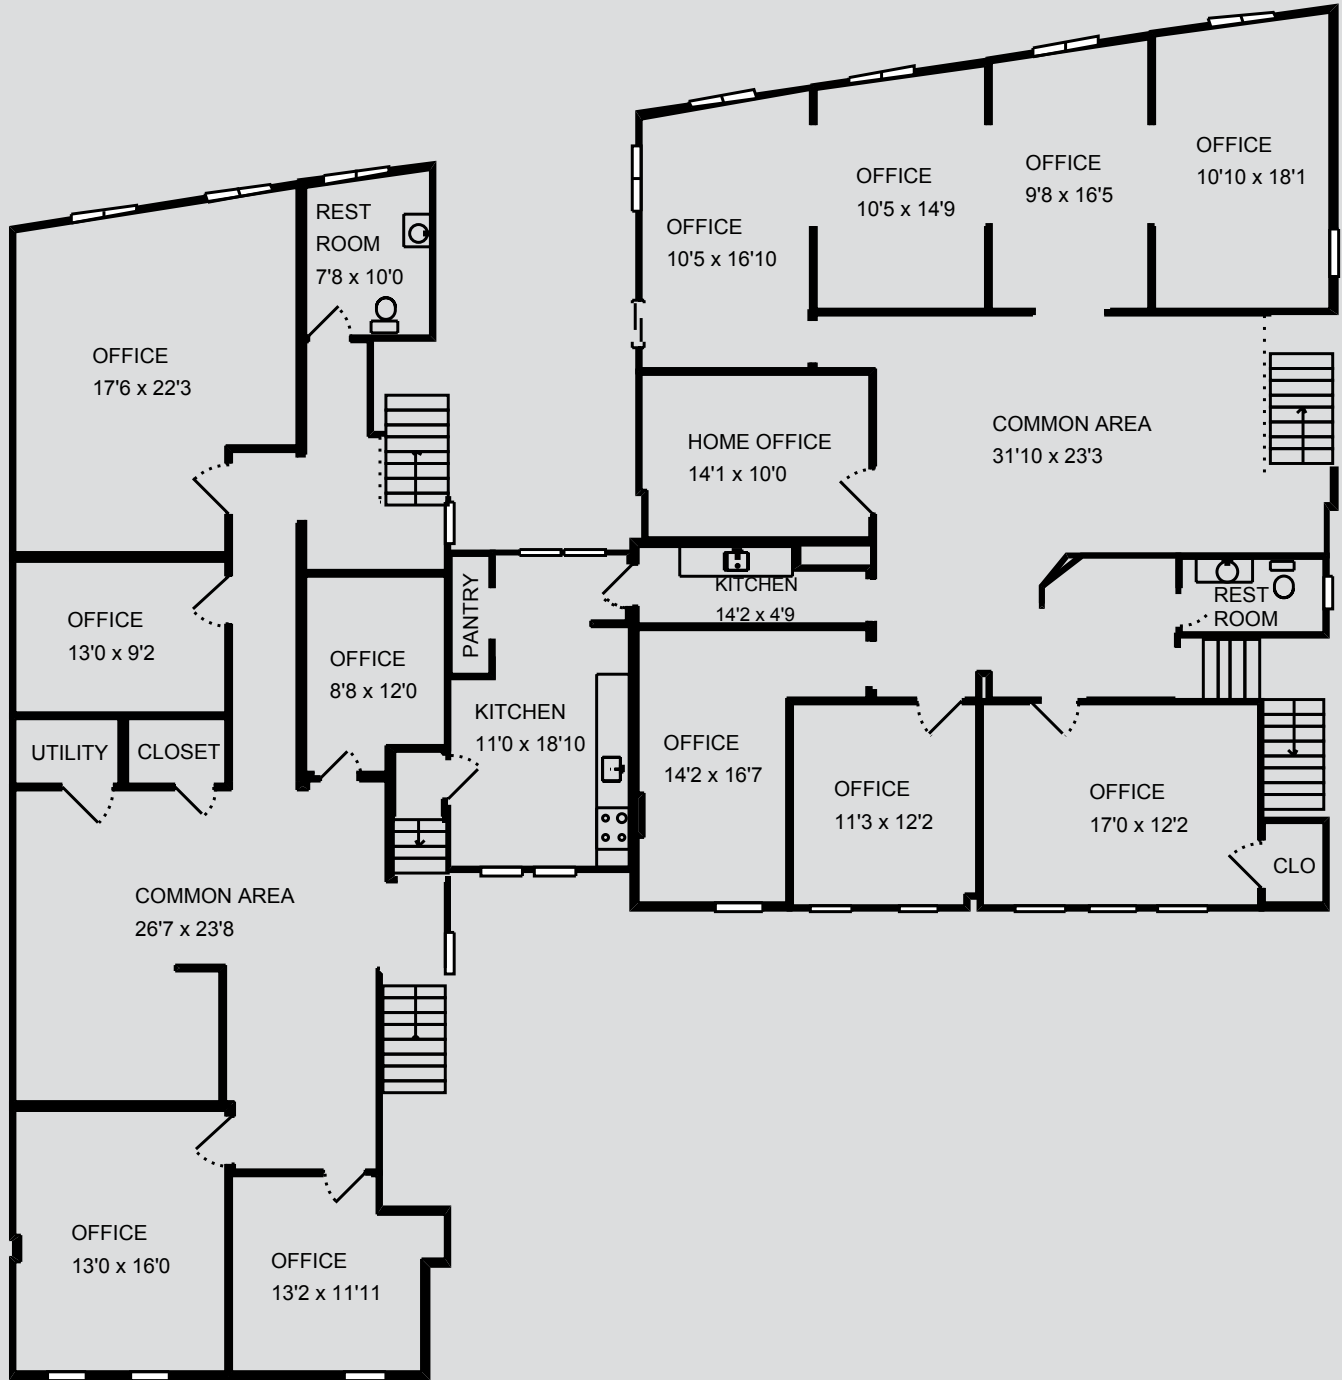 OFFICE
10'10 x 18'1
OFFICE
9'8 x 16'5
OFFICE
10'5 x 14'9
OFFICE
10'5 x 16'10
REST
ROOM
7'8 x 10'0
OFFICE
17'6 x 22'3
HOME OFFICE
14'1 x 10'0
COMMON AREA
31'10 x 23'3
KITCHEN
14'2 x 4'9
REST
ROOM
PANTRY
OFFICE
13'0 x 9'2
OFFICE
8'8 x 12'0
KITCHEN
11'0 x 18'10
UTILITY
CLOSET
OFFICE
14'2 x 16'7
OFFICE
11'3 x 12'2
OFFICE
17'0 x 12'2
CLO
COMMON AREA
26'7 x 23'8
OFFICE
13'0 x 16'0
OFFICE
13'2 x 11'11